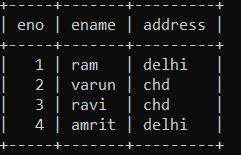 +-----+-------+---------+
| eno | ename | address |
+-----+-------+---------+
|   1 | ram   | delhi   |
|   2 | varun | chd     |
|   3 | ravi  | chd     |
|   4 | amrit | delhi   |
+-----+-------+---------+